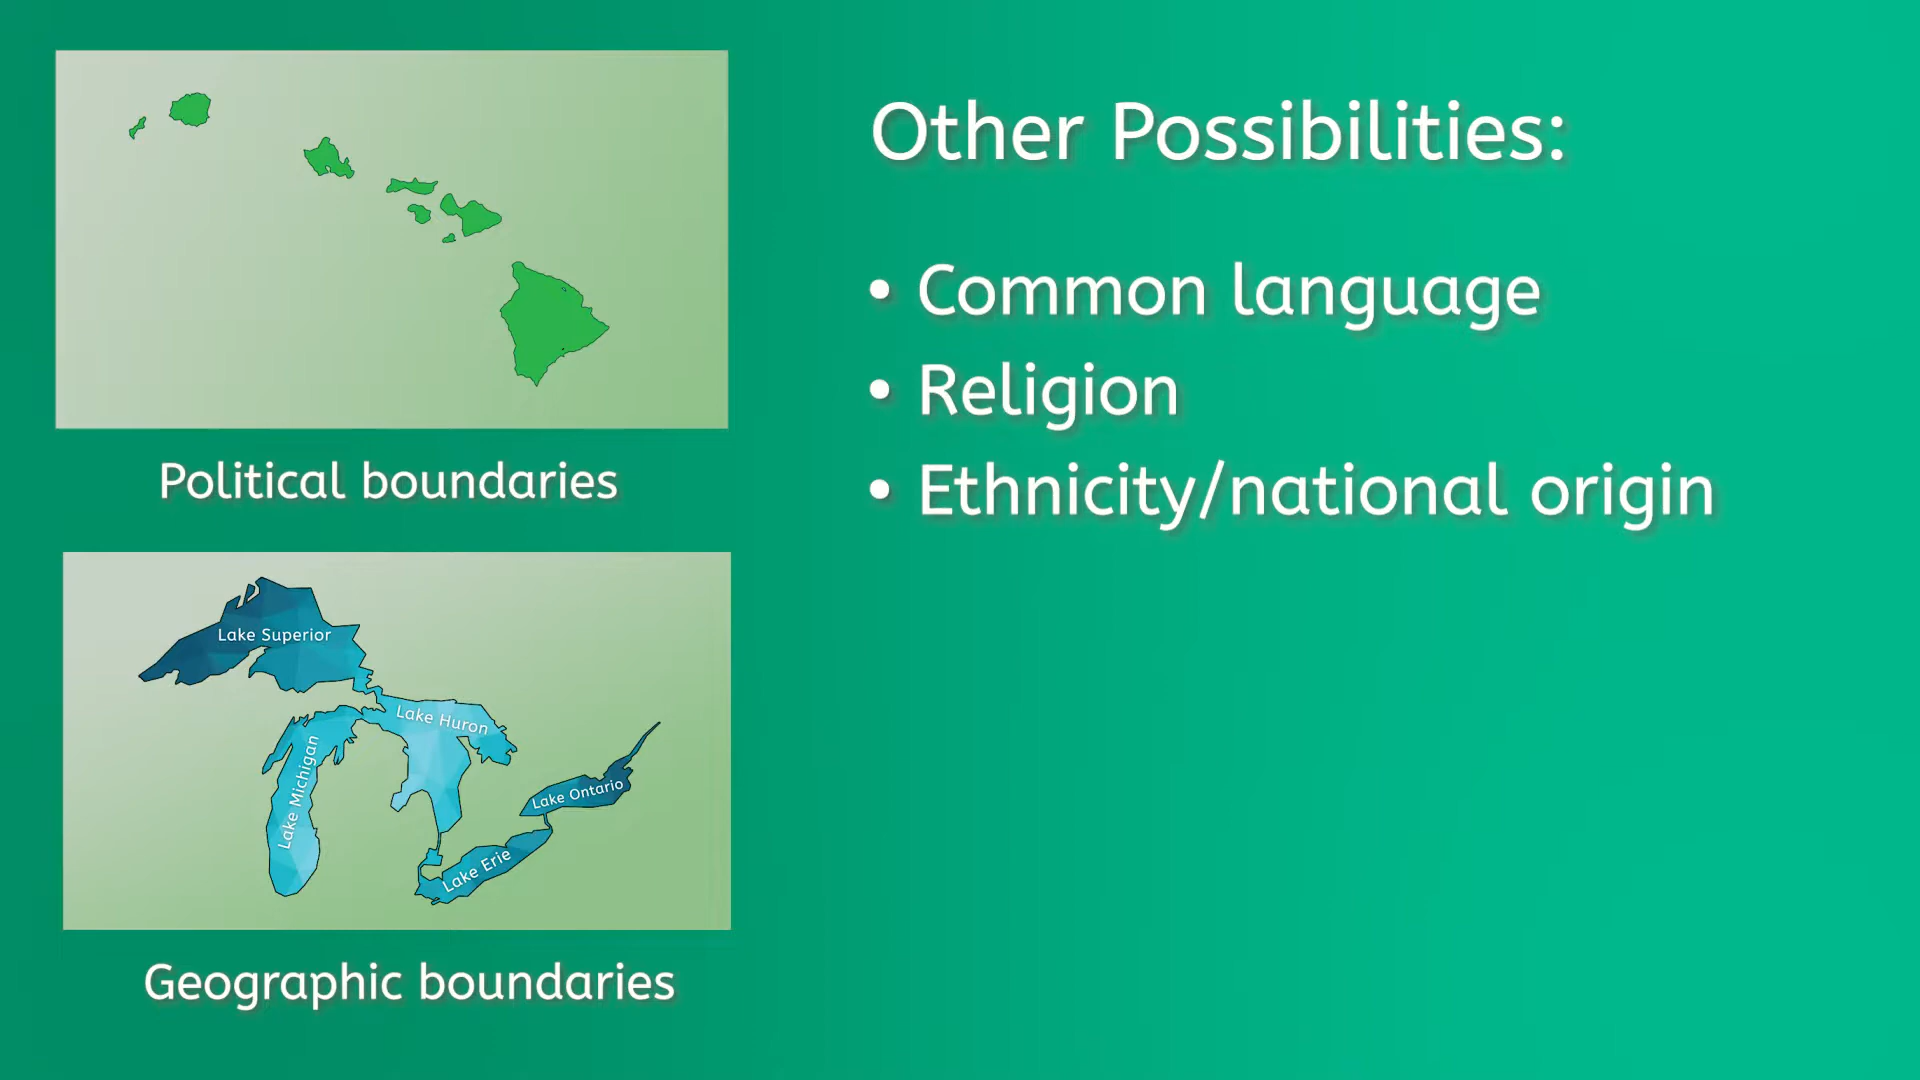 Political boundaries
Lake Superior
Lake Huron
Lake Michigan
Lake Ontario
Lake Erie
Geographic boundaries
Other Possibilities:
• Common language
• Religion
• Ethnicity/national origin